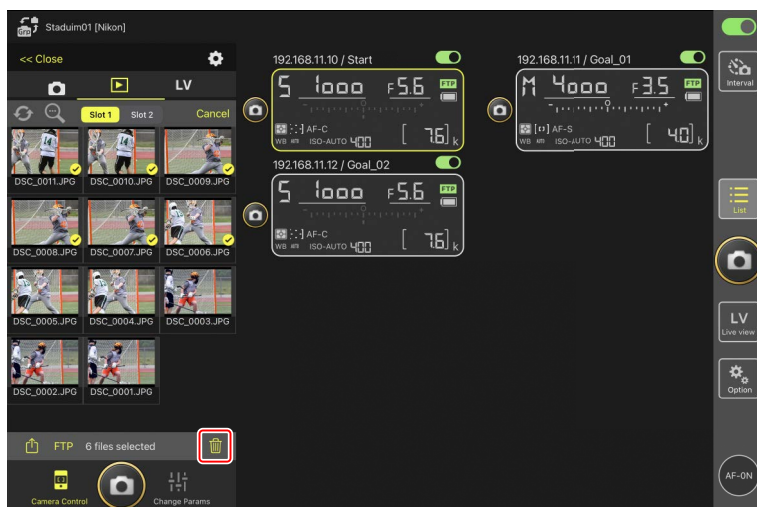 Grp Staduim01 [Nikon]
<< Close
LV
Slot 1 Slot 2 Cancel
DSC_0011.JPG DSC_0010.JPG DSC_0009.JPG
DSC_0008.JPG DSC_0007.JPG DSC_0006.JPG
DSC_0005.JPG DSC_0004.JPG DSC_0003.JPG
DSC_0002.JPG DSC_0001.JPG
FTP 6 files selected
Camera Control Change Params
192.168.11.10 / Start
S 1000 F5.6 FTP
AF-C
WB ISO-AUTO 400 [ 7.6] k
192.168.11.11 / Goal_01
M 4000 F3.5 FTP
AF-S
WB ISO-AUTO 400 [ 4.0] k
192.168.11.12 / Goal_02
S 1000 F5.6 FTP
AF-C
WB ISO-AUTO 400 [ 7.6] k
Interval
List
LV
Live view
Option
AF-ON